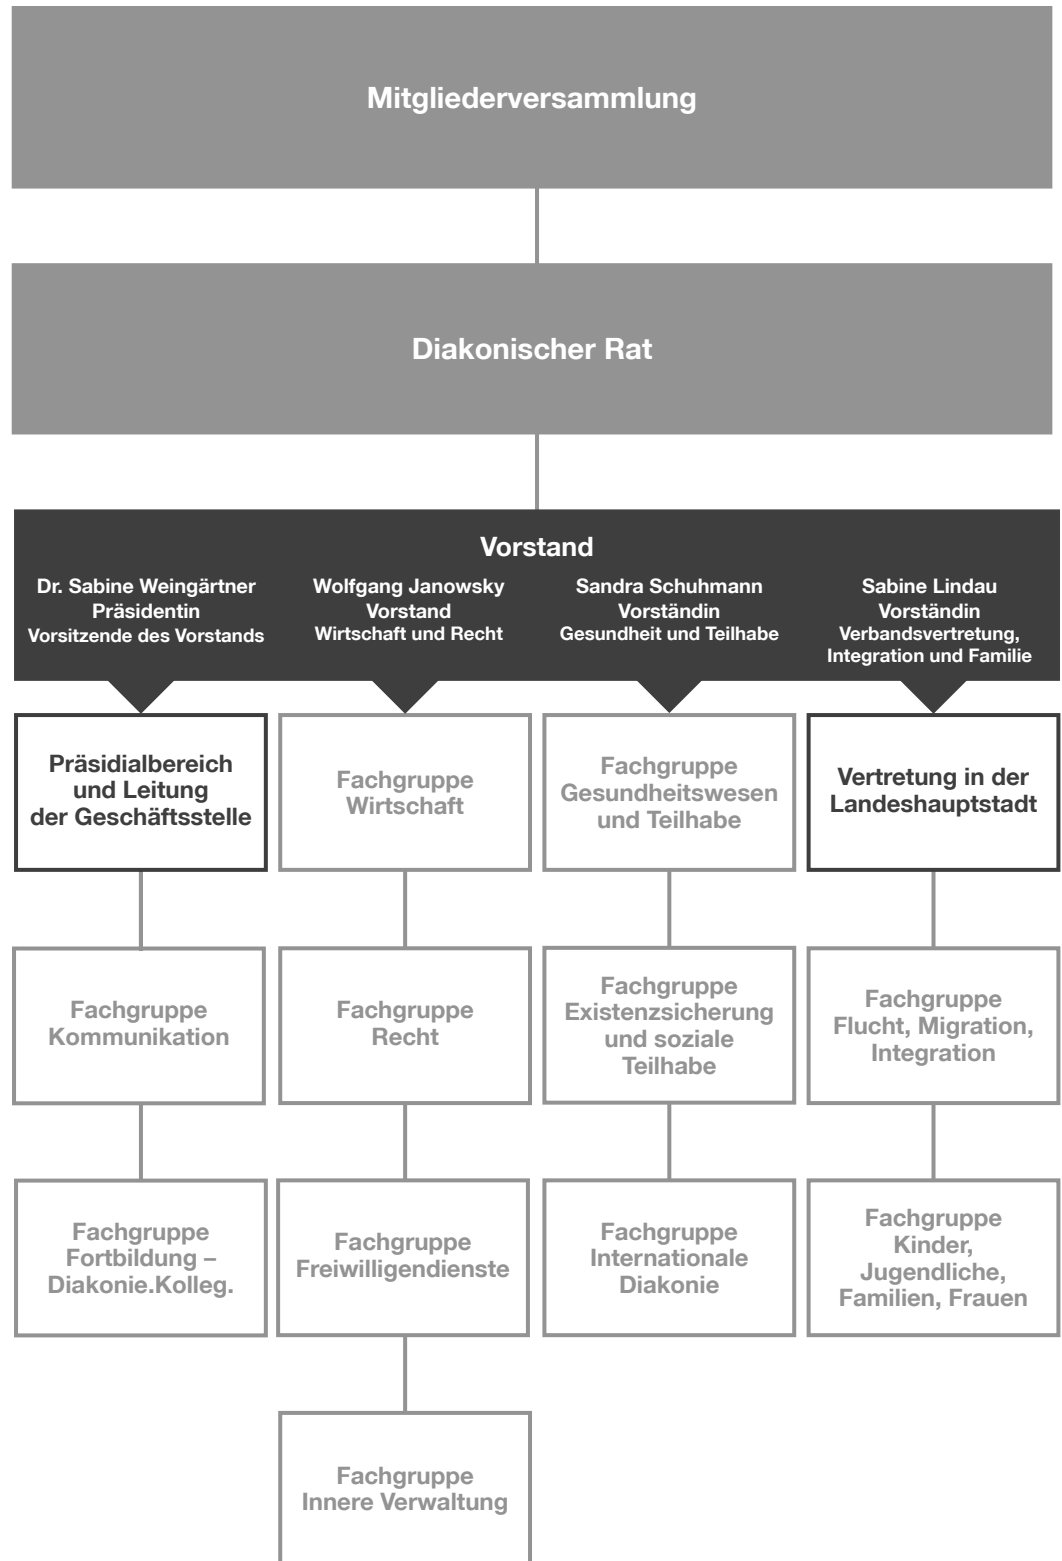 Mitgliederversammlung
Diakonischer Rat
Vorstand
Dr. Sabine Weingärtner
Präsidentin
Vorsitzende des Vorstands
Wolfgang Janowsky
Vorstand
Wirtschaft und Recht
Sandra Schuhmann
Vorständin
Gesundheit und Teilhabe
Sabine Lindau
Vorständin
Verbandsvertretung,
Integration und Familie
Präsidialbereich
und Leitung
der Geschäftsstelle
Fachgruppe
Wirtschaft
Fachgruppe
Gesundheitswesen
und Teilhabe
Vertretung in der
Landeshauptstadt
Fachgruppe
Kommunikation
Fachgruppe
Recht
Fachgruppe
Existenzsicherung
und soziale
Teilhabe
Fachgruppe
Flucht, Migration,
Integration
Fachgruppe
Fortbildung –
Diakonie.Kolleg.
Fachgruppe
Freiwilligendienste
Fachgruppe
Internationale
Diakonie
Fachgruppe
Kinder,
Jugendliche,
Familien, Frauen
Fachgruppe
Innere Verwaltung